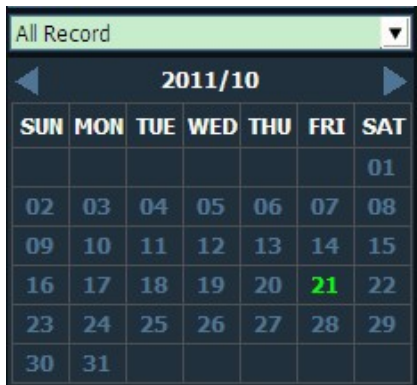 All Record
2011/10
SUN MON TUE WED THU FRI SAT
01
02 03 04 05 06 07 08
09 10 11 12 13 14 15
16 17 18 19 20 21 22
23 24 25 26 27 28 29
30 31